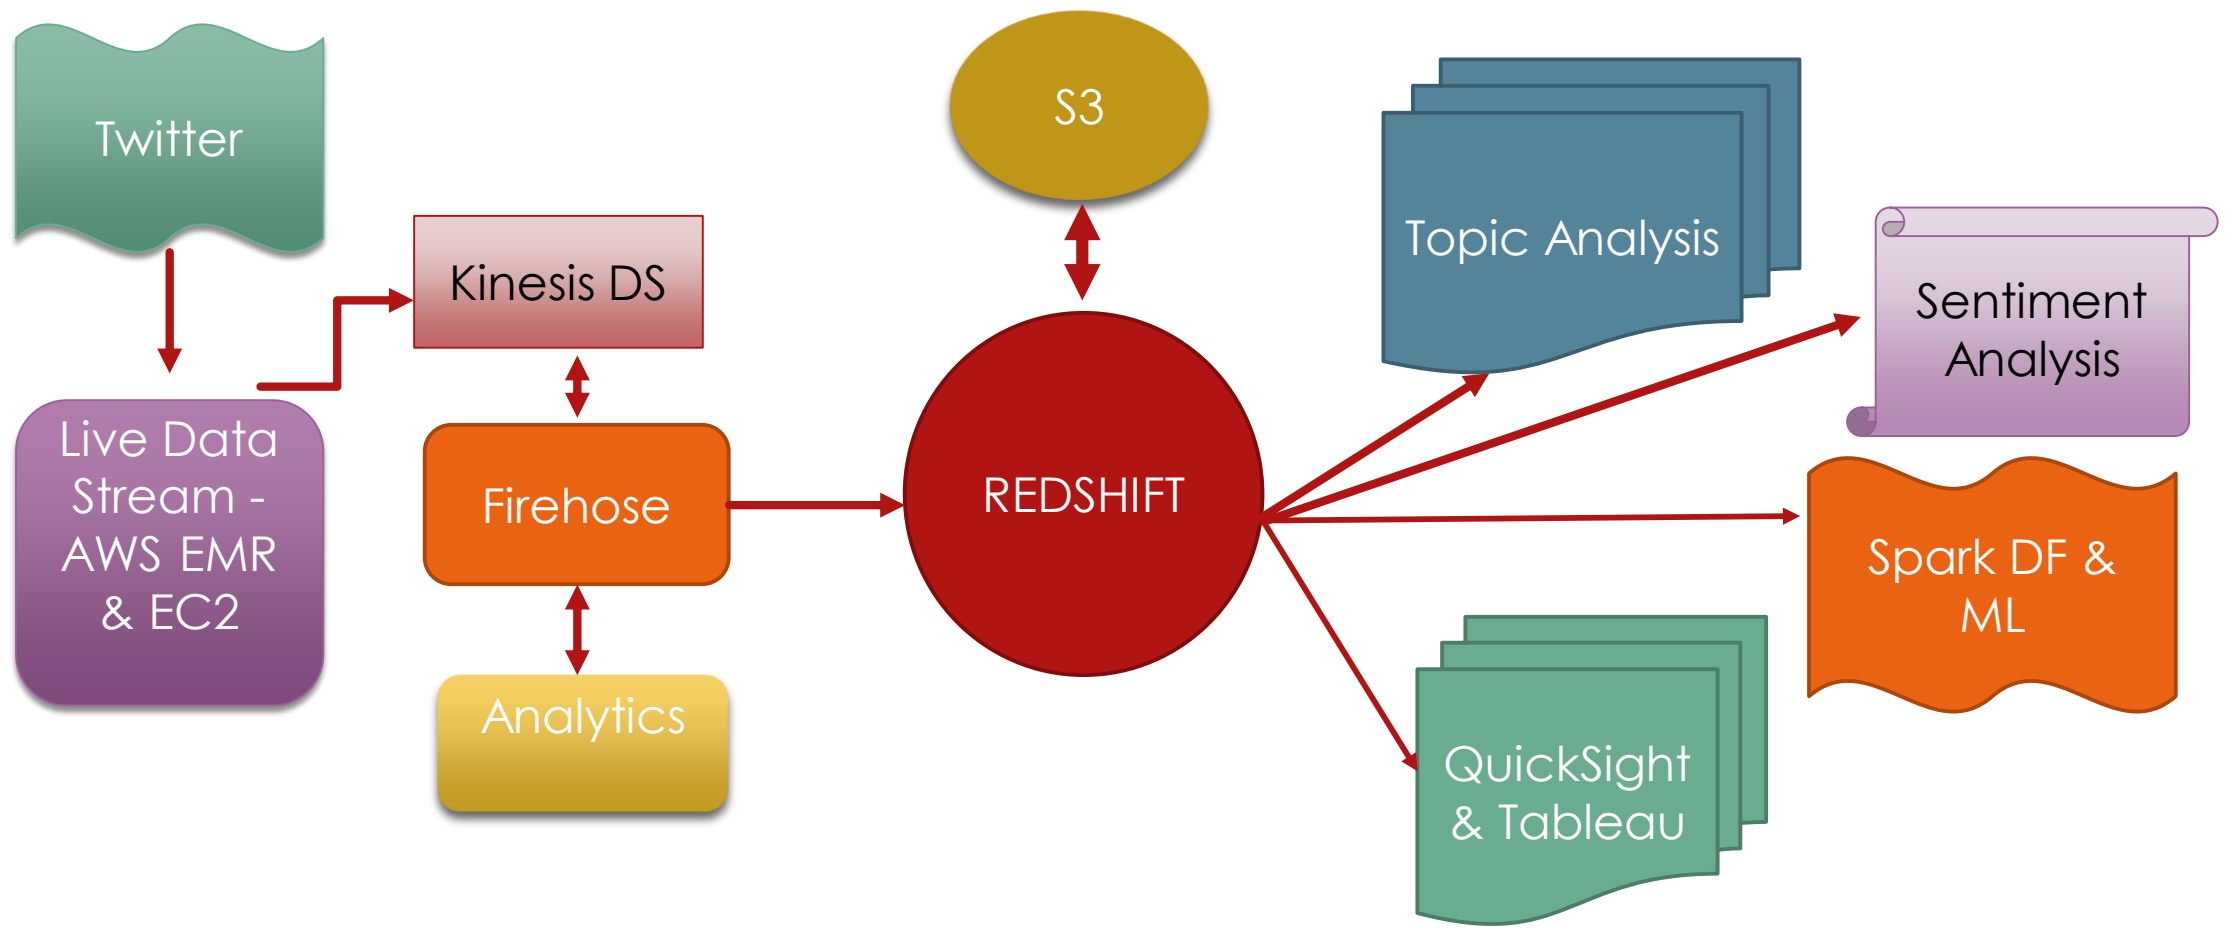 Twitter
Live Data
Stream -
AWS EMR
& EC2
Kinesis DS
Firehose
Analytics
S3
REDSHIFT
Topic Analysis
Sentiment
Analysis
Spark DF &
ML
QuickSight
& Tableau